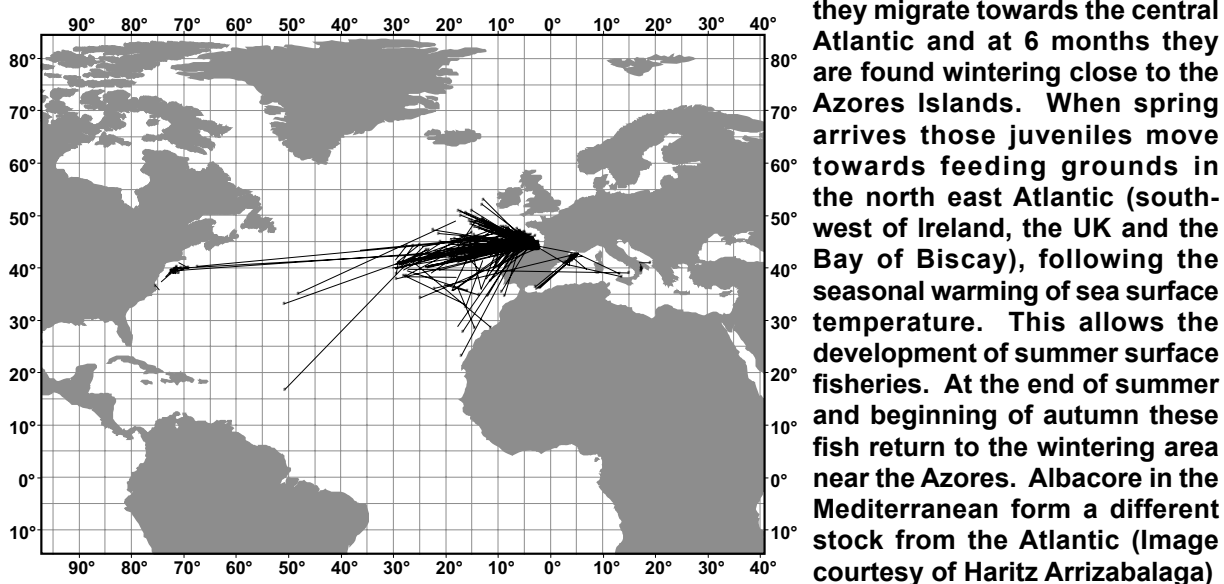 90° 80° 70° 60° 50° 40° 30° 20° 10° 0° 10° 20° 30° 40°
80° 80°
70° 70°
60° 60°
50° 50°
40° 40°
30° 30°
20° 20°
10° 10°
0° 0°
10° 10°
90° 80° 70° 60° 50° 40° 30° 20° 10° 0° 10° 20° 30° 40°
they migrate towards the central
Atlantic and at 6 months they
are found wintering close to the
Azores Islands. When spring
arrives those juveniles move
towards feeding grounds in
the north east Atlantic (south-
west of Ireland, the UK and the
Bay of Biscay), following the
seasonal warming of sea surface
temperature. This allows the
development of summer surface
fisheries. At the end of summer
and beginning of autumn these
fish return to the wintering area
near the Azores. Albacore in the
Mediterranean form a different
stock from the Atlantic (Image
courtesy of Haritz Arrizabalaga)